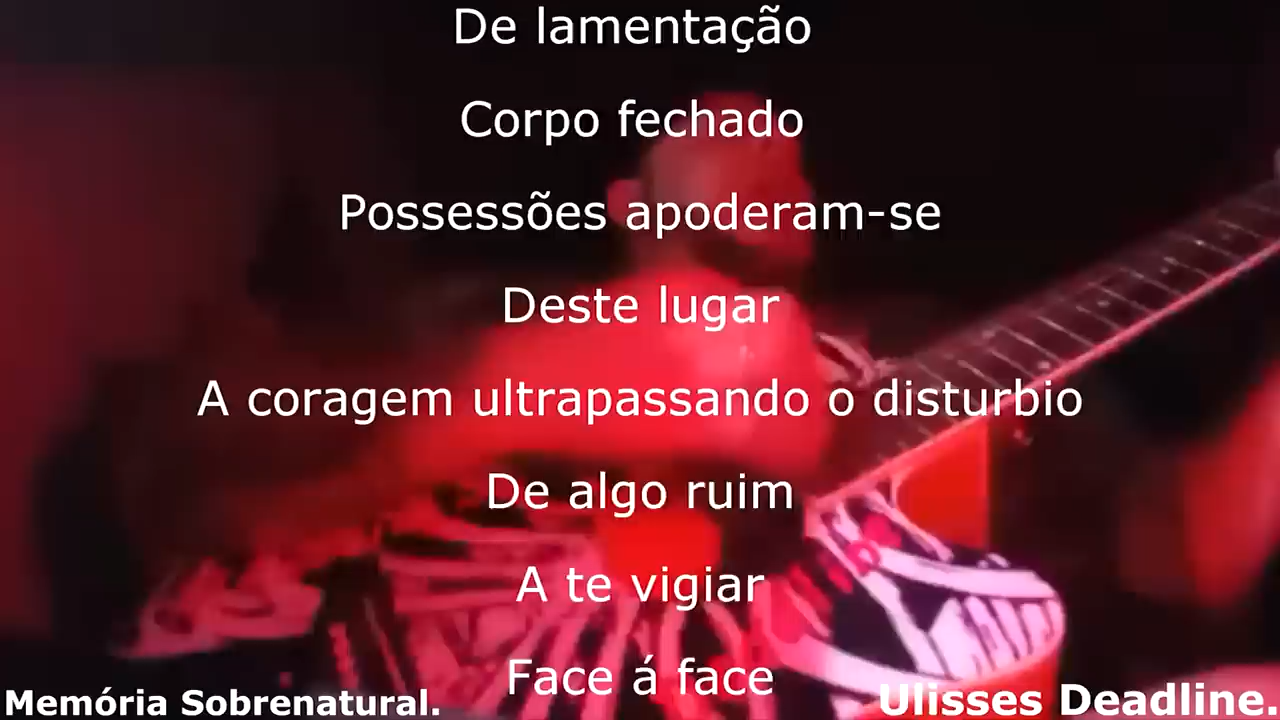 De lamentação
Corpo fechado
Possessões apoderam-se
Deste lugar
A coragem ultrapassando o disturbio
De algo ruim
A te vigiar
Face á face
Memória Sobrenatural.
Ulisses Deadline.